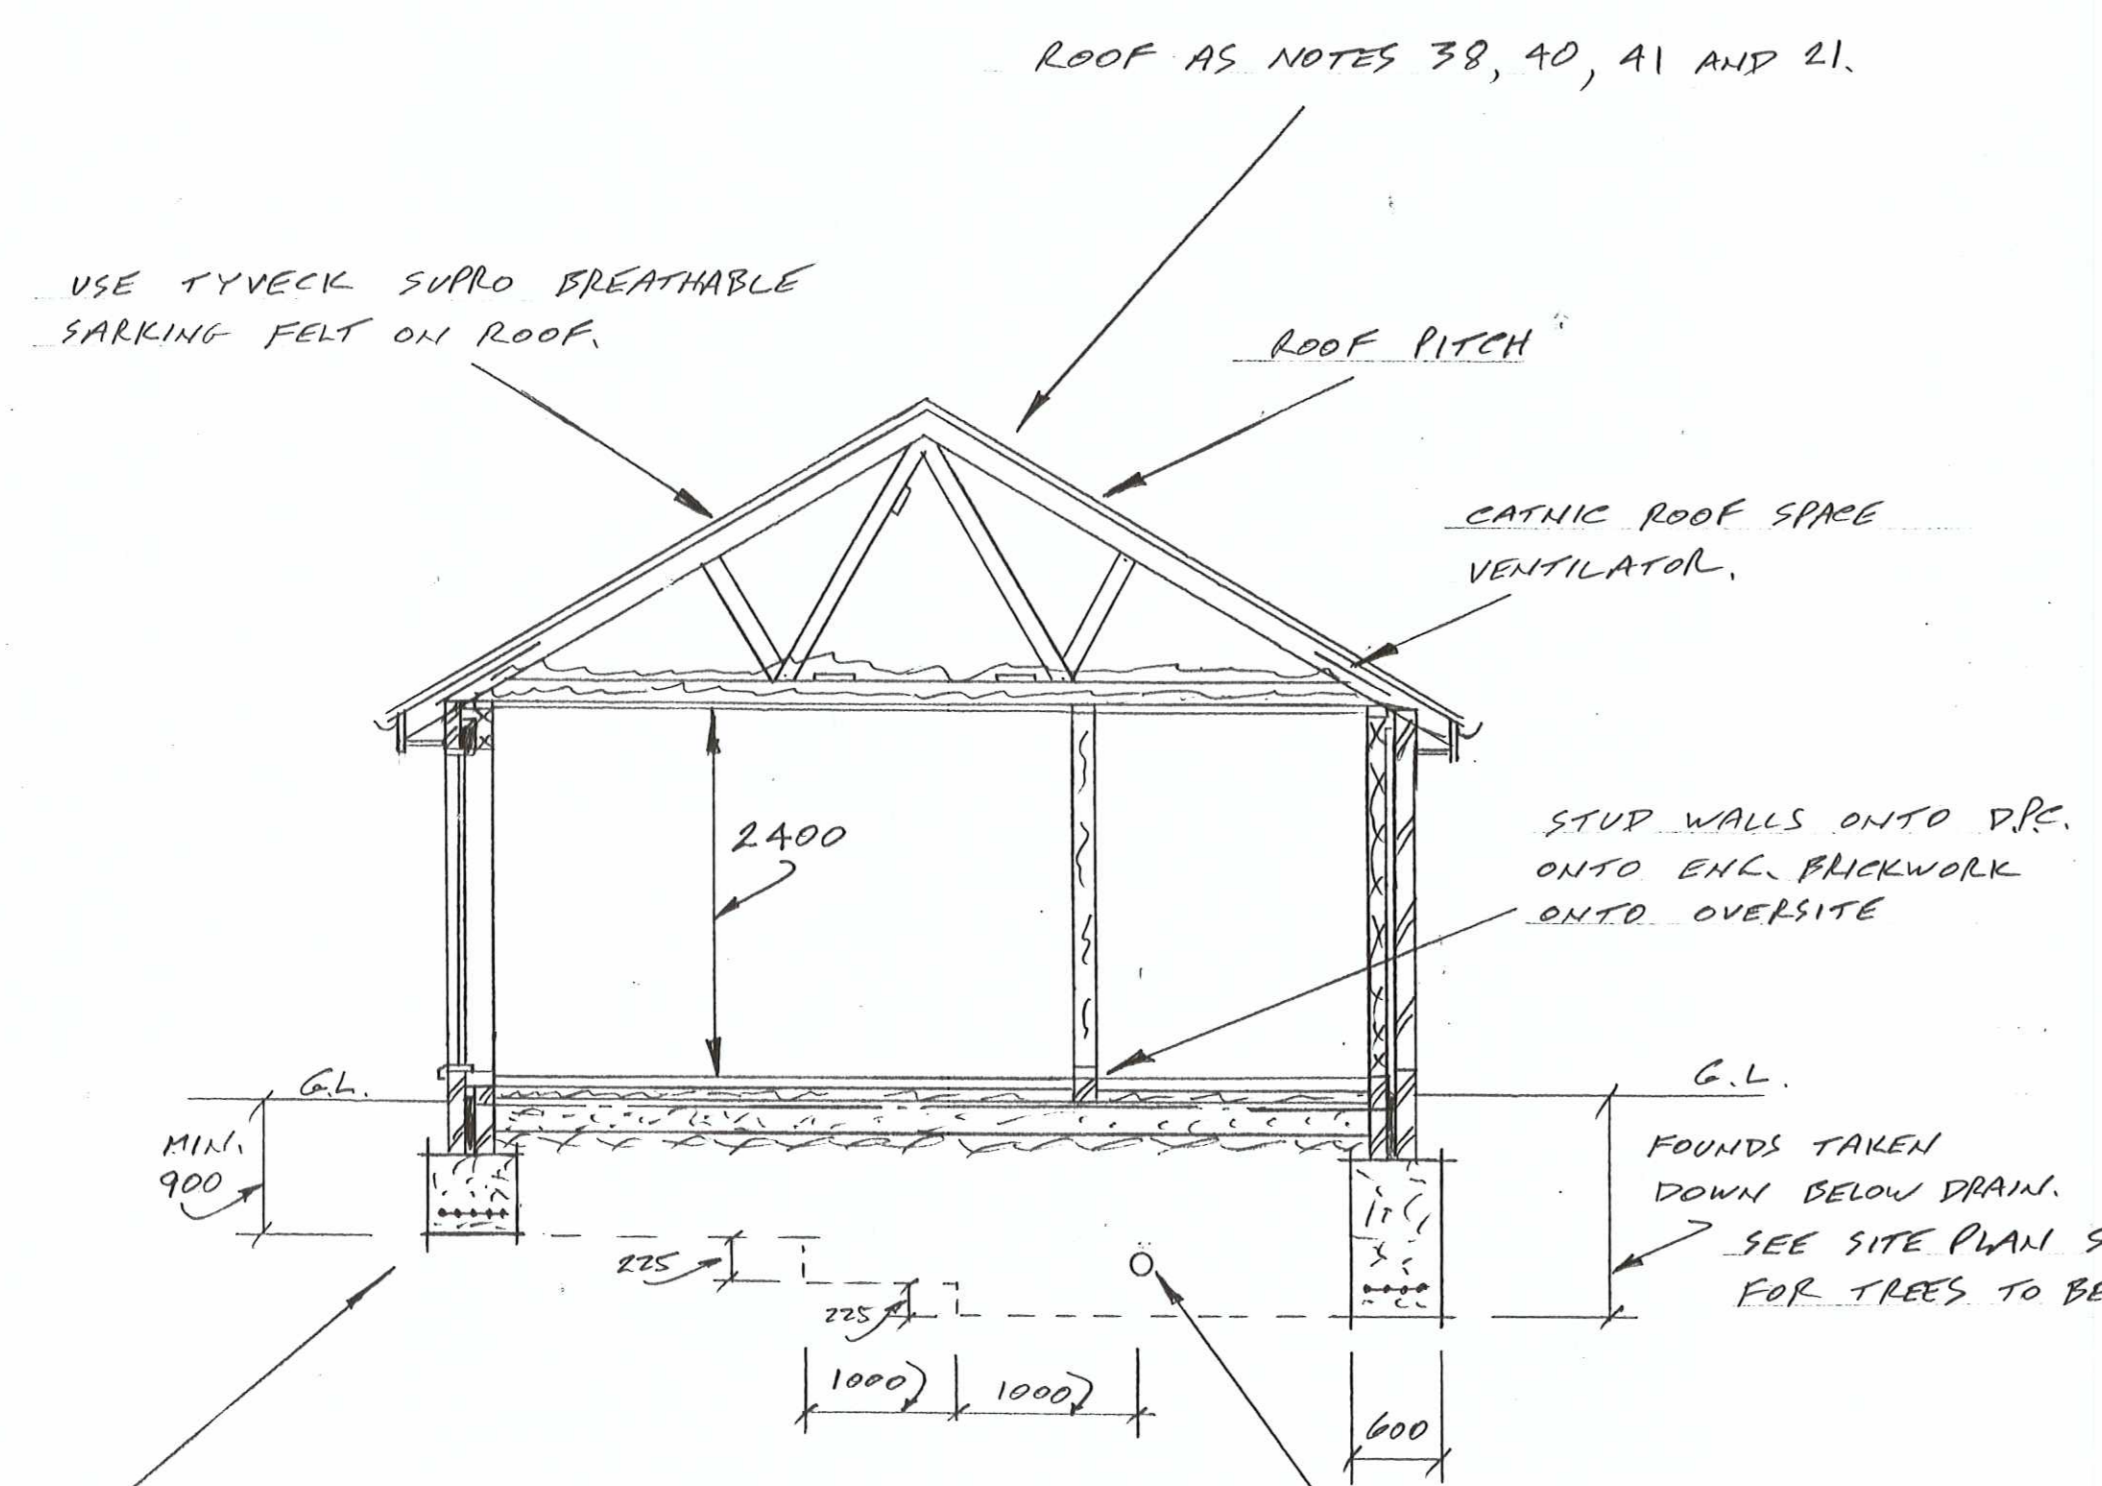 ROOF AS NOTES 38, 40, 41 AND 21.
USE TYVECK SUPRO BREATHABLE
SARKING FELT ON ROOF.
ROOF PITCH
CATNIC ROOF SPACE
VENTILATOR.
2400
STUD WALLS ONTO D.P.C.
ONTO ENG. BRICKWORK
ONTO OVERSITE
G.L.
G.L.
MIN.
900
FOUNDS TAKEN
DOWN BELOW DRAIN.
SEE SITE PLAN S
FOR TREES TO BE
225
225
1000
1000
600